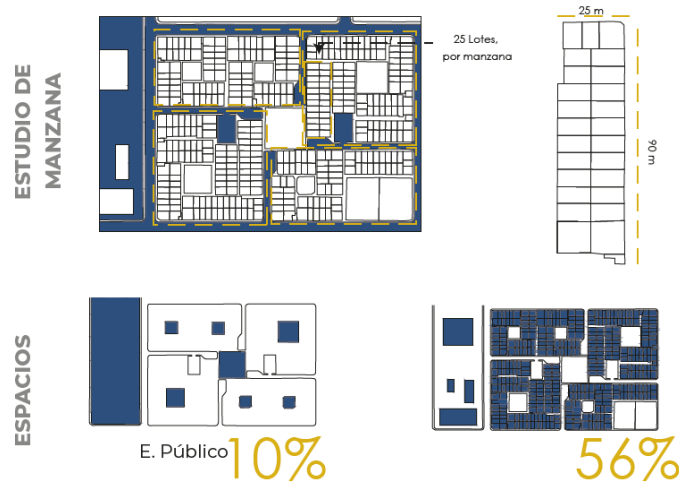 ESTUDIO DE
MANZANA
25 Lotes,
por manzana
25 m
90 m
ESPACIOS
E. Público 10%
56%